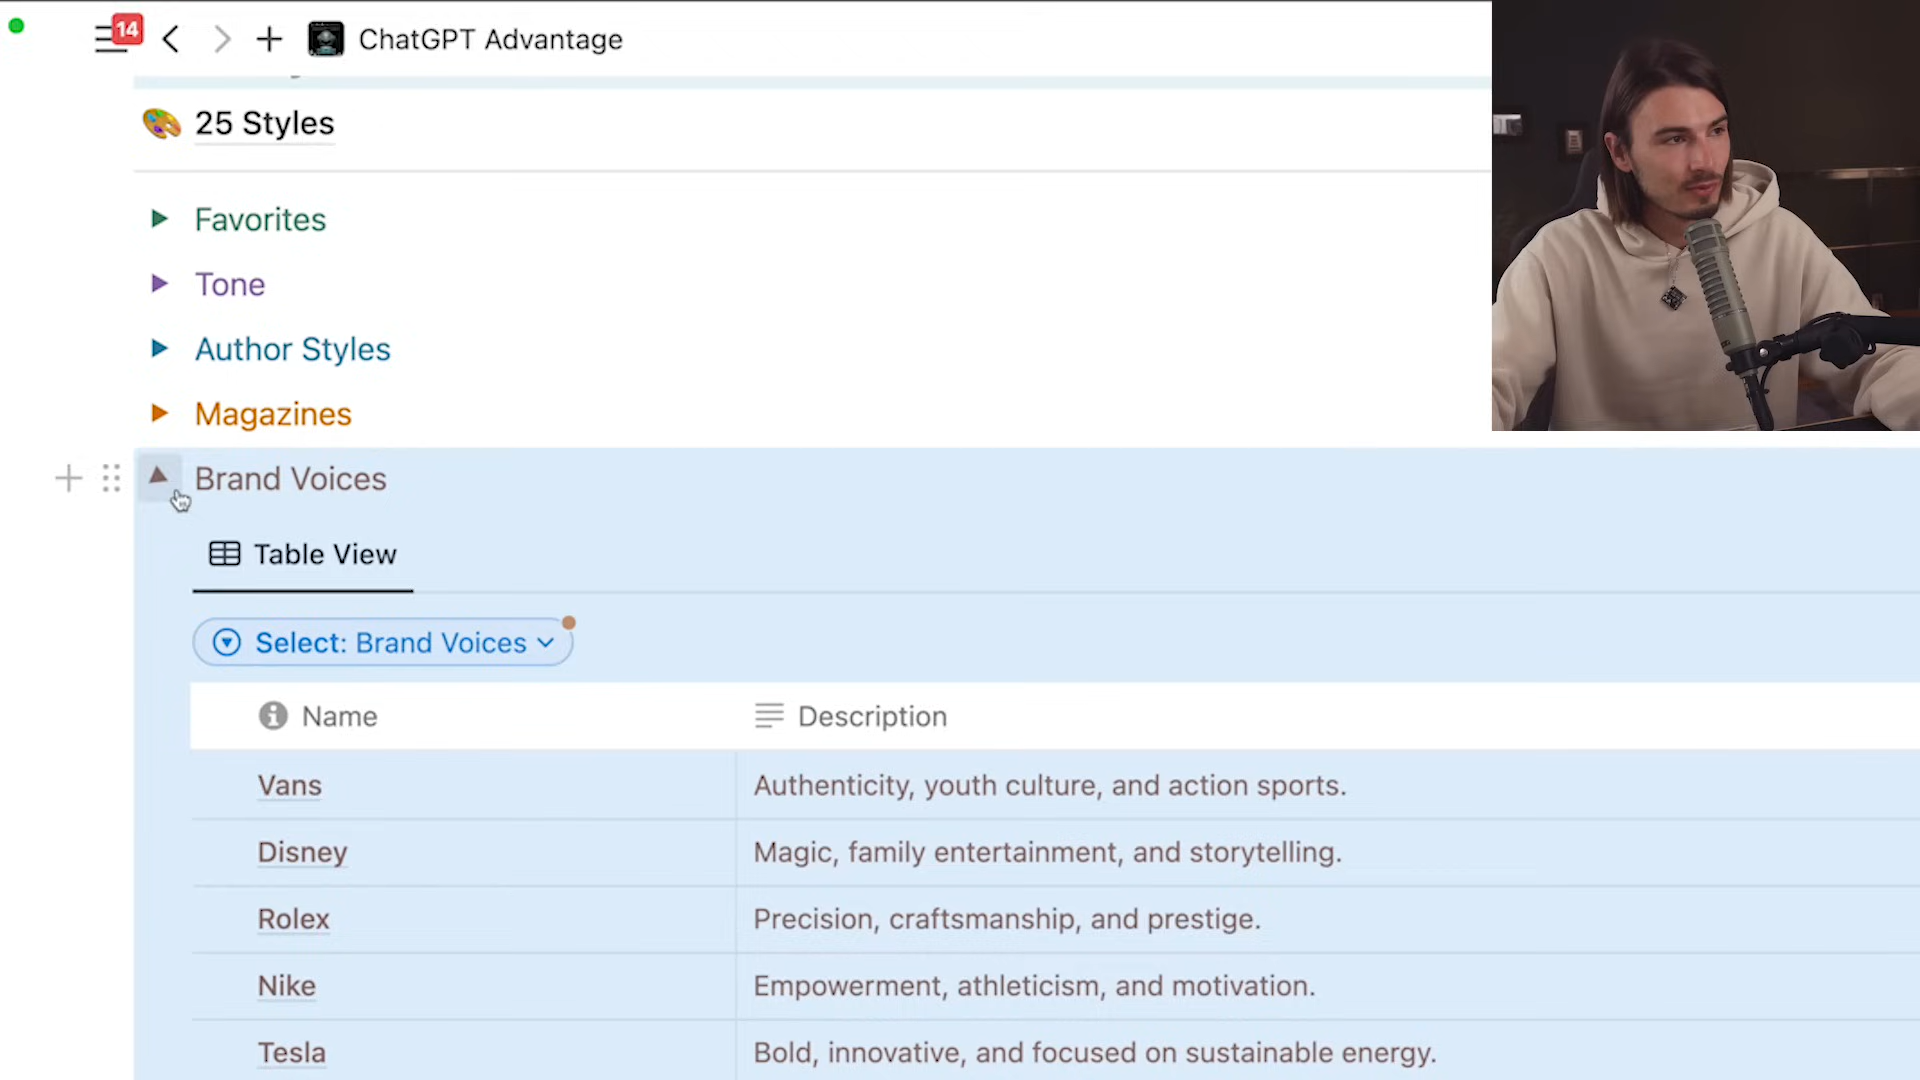 14
ChatGPT Advantage
25 Styles
Favorites
Tone
Author Styles
Magazines
Brand Voices
Table View
Select: Brand Voices
Name Description
Vans Authenticity, youth culture, and action sports.
Disney Magic, family entertainment, and storytelling.
Rolex Precision, craftsmanship, and prestige.
Nike Empowerment, athleticism, and motivation.
Tesla Bold, innovative, and focused on sustainable energy.